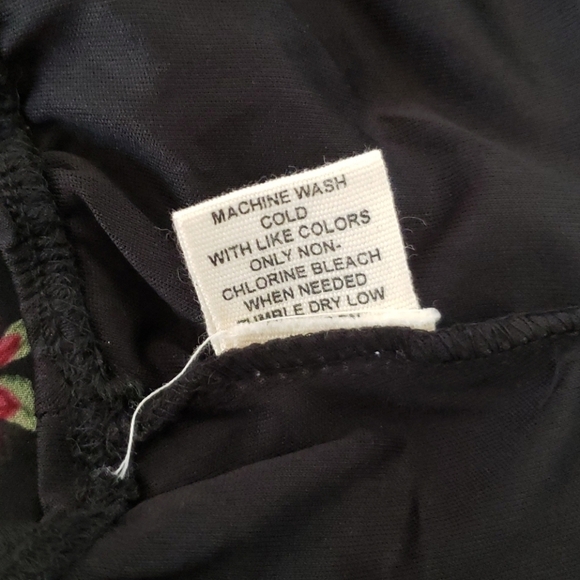 MACHINE WASH
COLD
WITH LIKE COLORS
ONLY NON-
CHLORINE BLEACH
WHEN NEEDED
TUMBLE DRY LOW